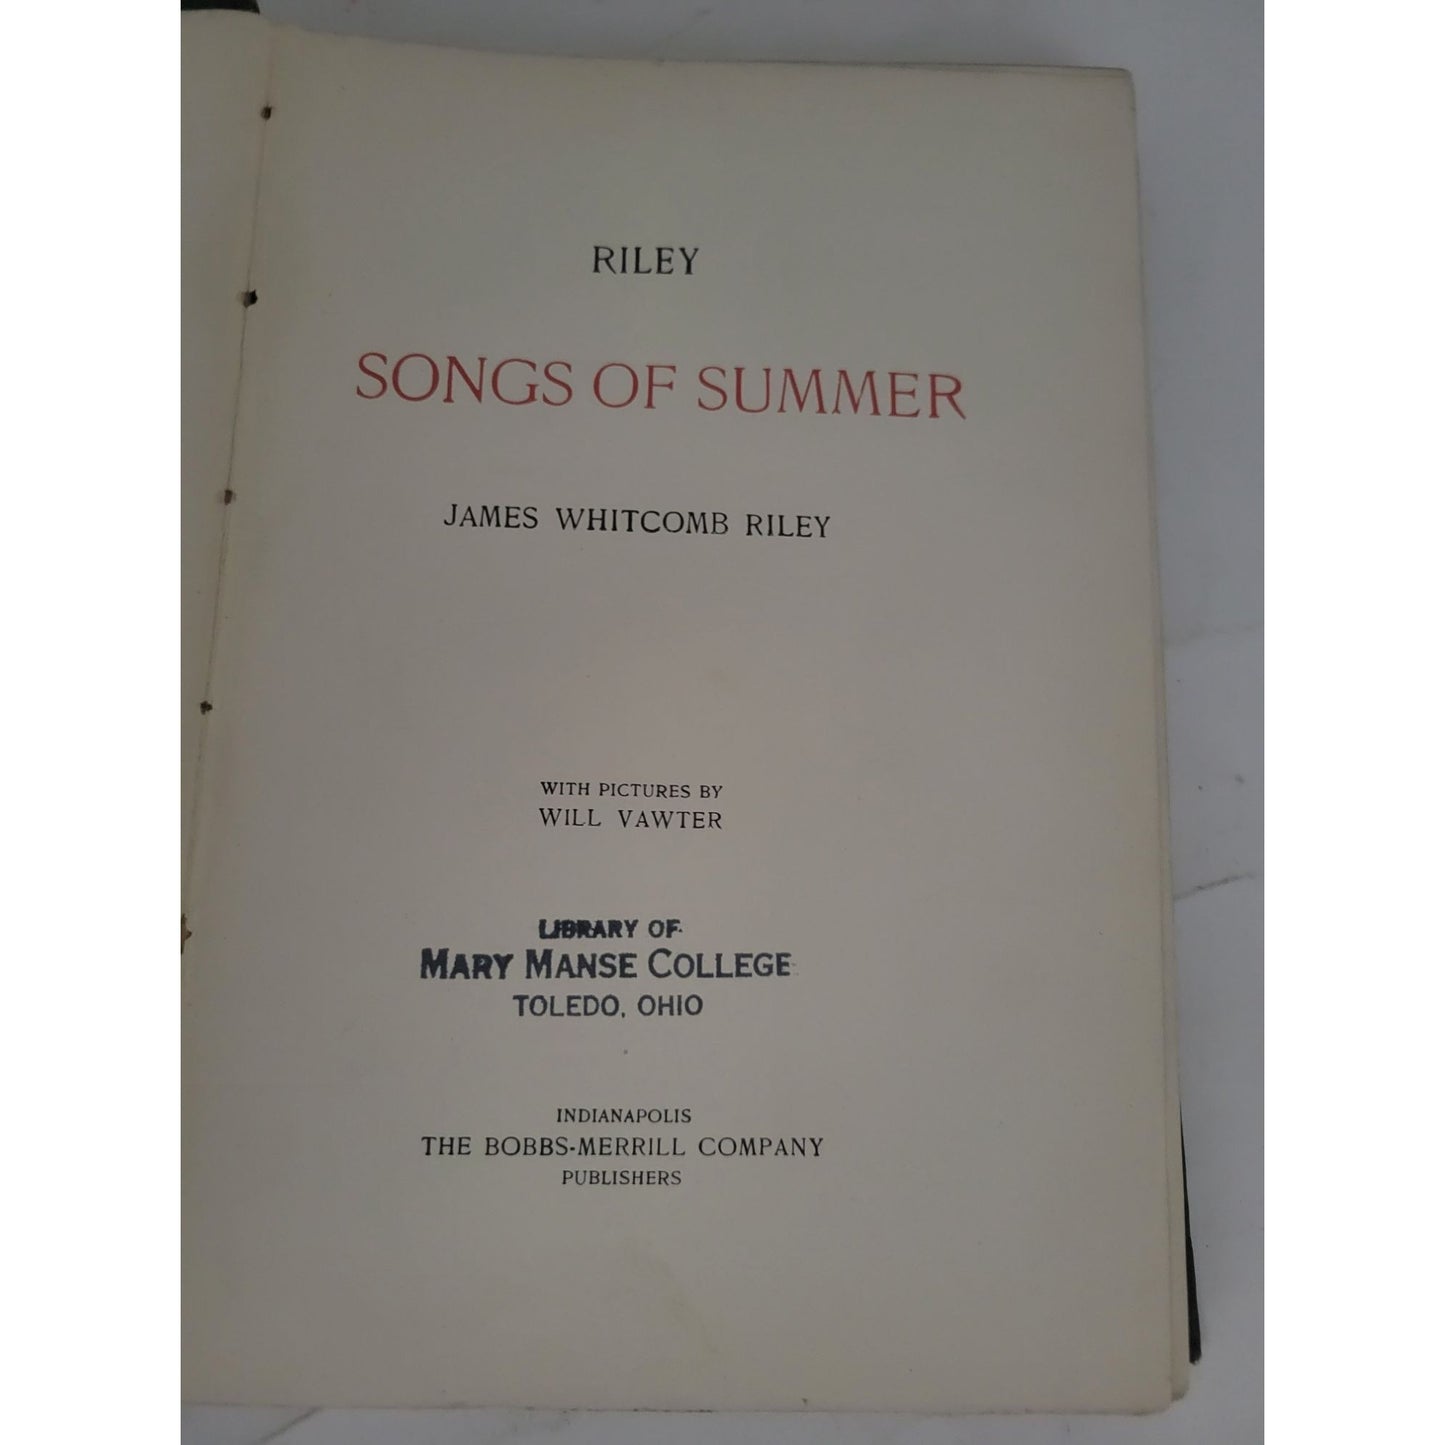 RILEY
SONGS OF SUMMER
JAMES WHITCOMB RILEY
WITH PICTURES BY
WILL VAWTER
LIBRARY OF
MARY MANSE COLLEGE
TOLEDO, OHIO
INDIANAPOLIS
THE BOBBS-MERRILL COMPANY
PUBLISHERS